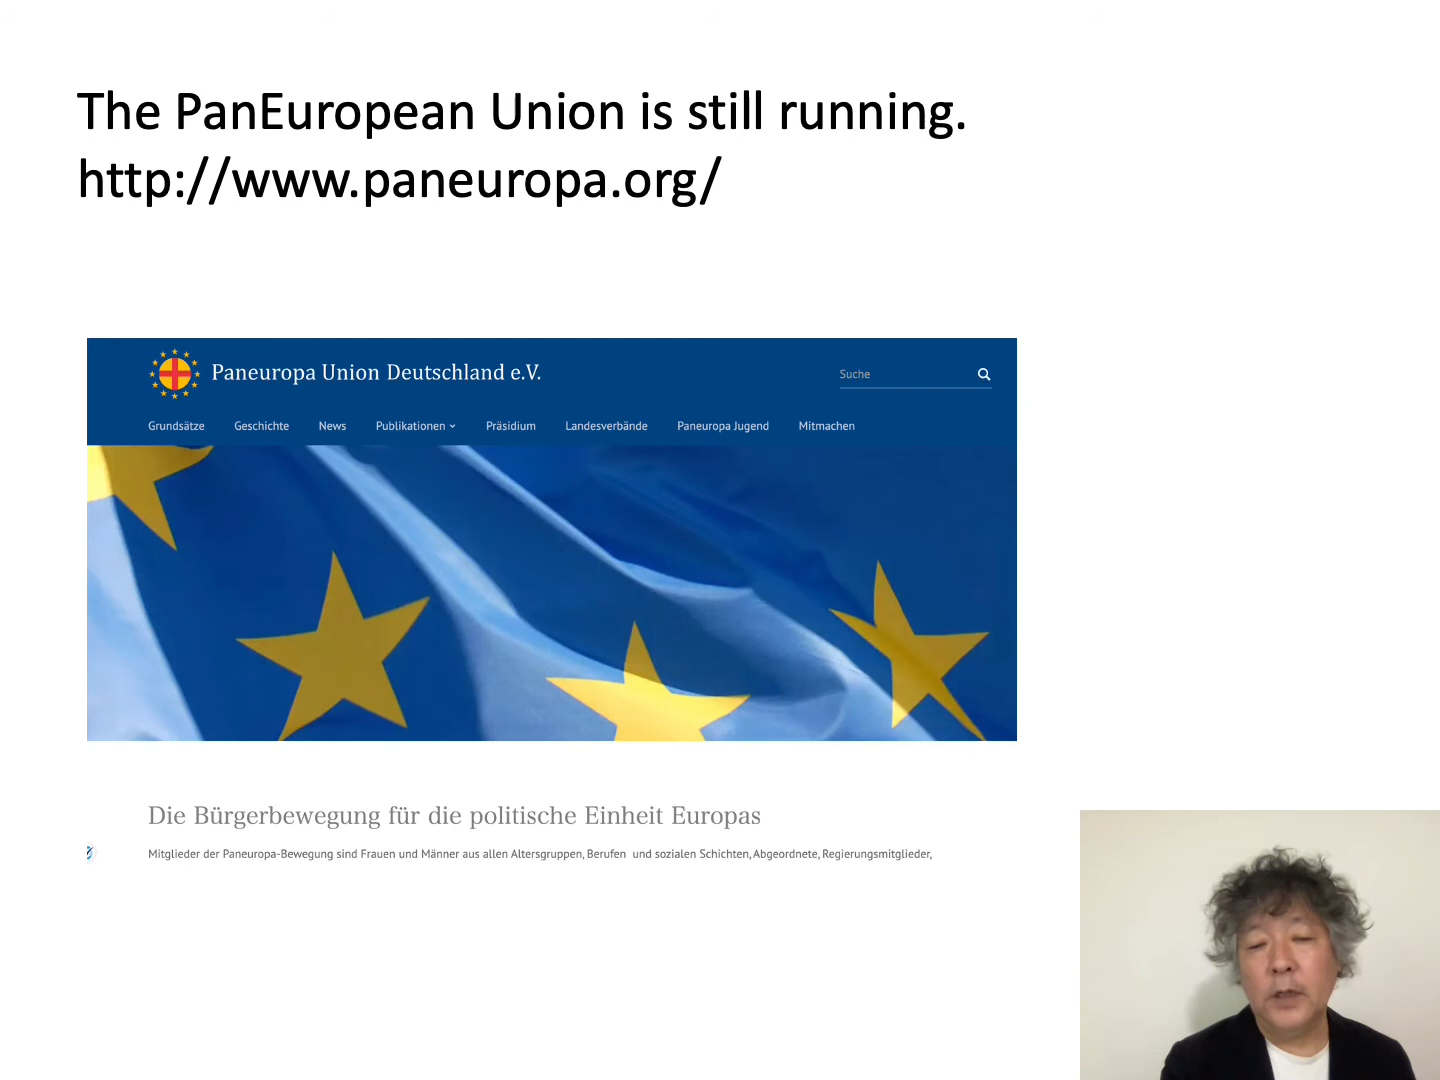 The PanEuropean Union is still running.
http://www.paneuropa.org/
Paneuropa Union Deutschland e.V.
Suche
Grundsätze Geschichte News Publikationen Präsidium Landesverbände Paneuropa Jugend Mitmachen
Die Bürgerbewegung für die politische Einheit Europas
Mitglieder der Paneuropa-Bewegung sind Frauen und Männer aus allen Altersgruppen, Berufen und sozialen Schichten, Abgeordnete, Regierungsmitglieder,